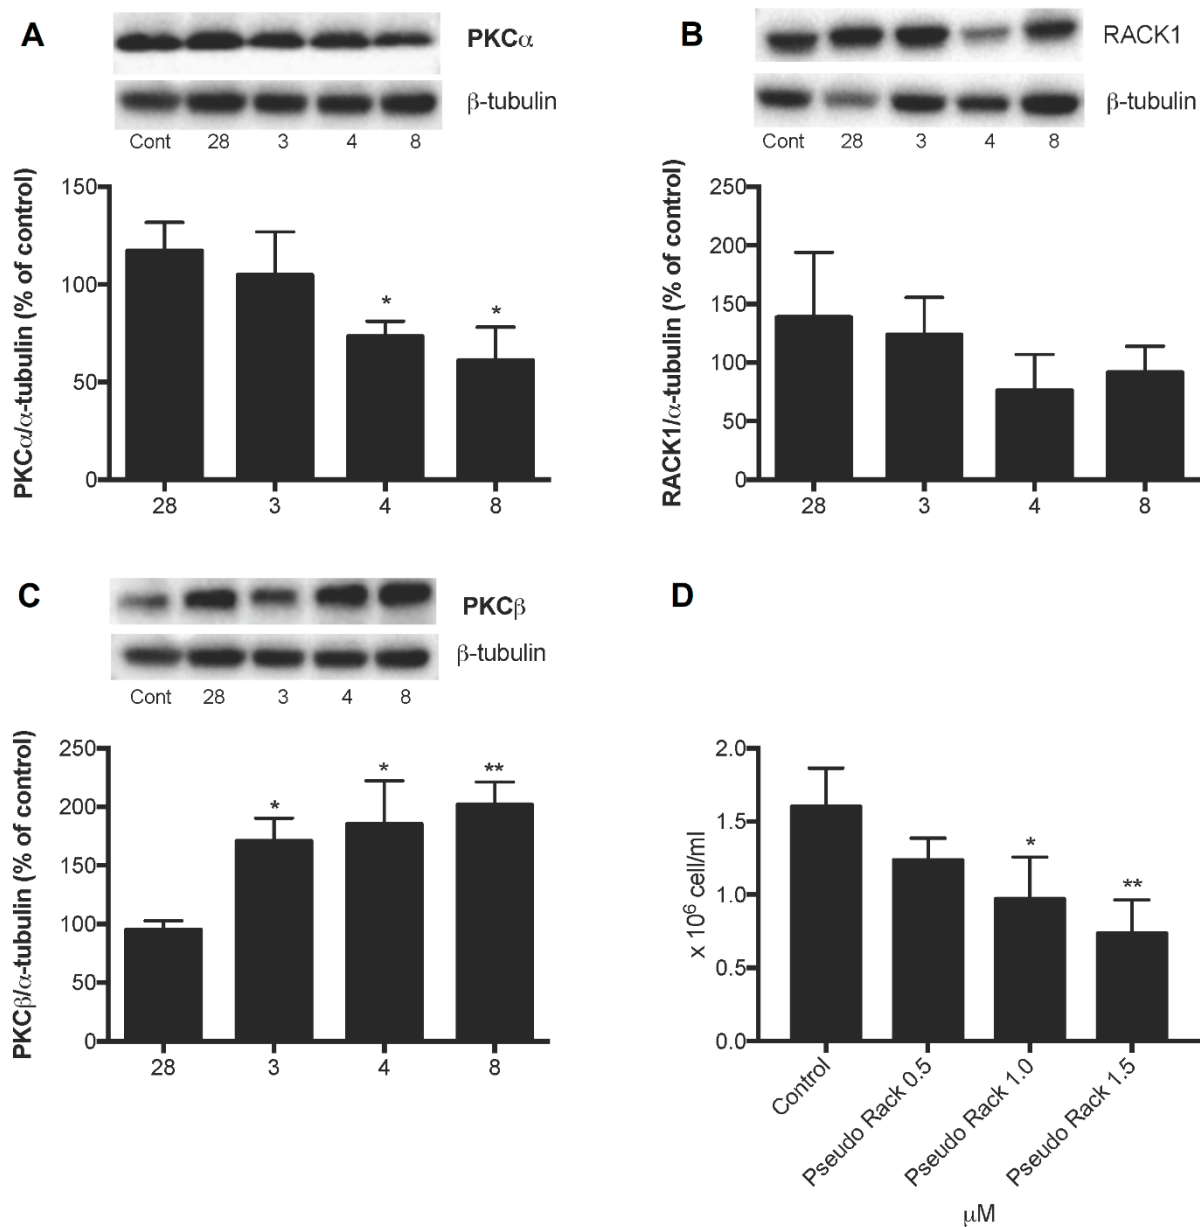 A
PKCα
β-tubulin
Cont 28 3 4 8
PKCα/α-tubulin (% of control)
150
100
50
0
* *
28 3 4 8
B
RACK1
β-tubulin
Cont 28 3 4 8
RACK1/α-tubulin (% of control)
250
200
150
100
50
0
28 3 4 8
C
PKCβ
β-tubulin
Cont 28 3 4 8
PKCβ/α-tubulin (% of control)
250
200
150
100
50
0
* * **
28 3 4 8
D
x 10⁶ cell/ml
2.0
1.5
1.0
0.5
0.0
* **
Control
Pseudo Rack 0.5
Pseudo Rack 1.0
Pseudo Rack 1.5
μM